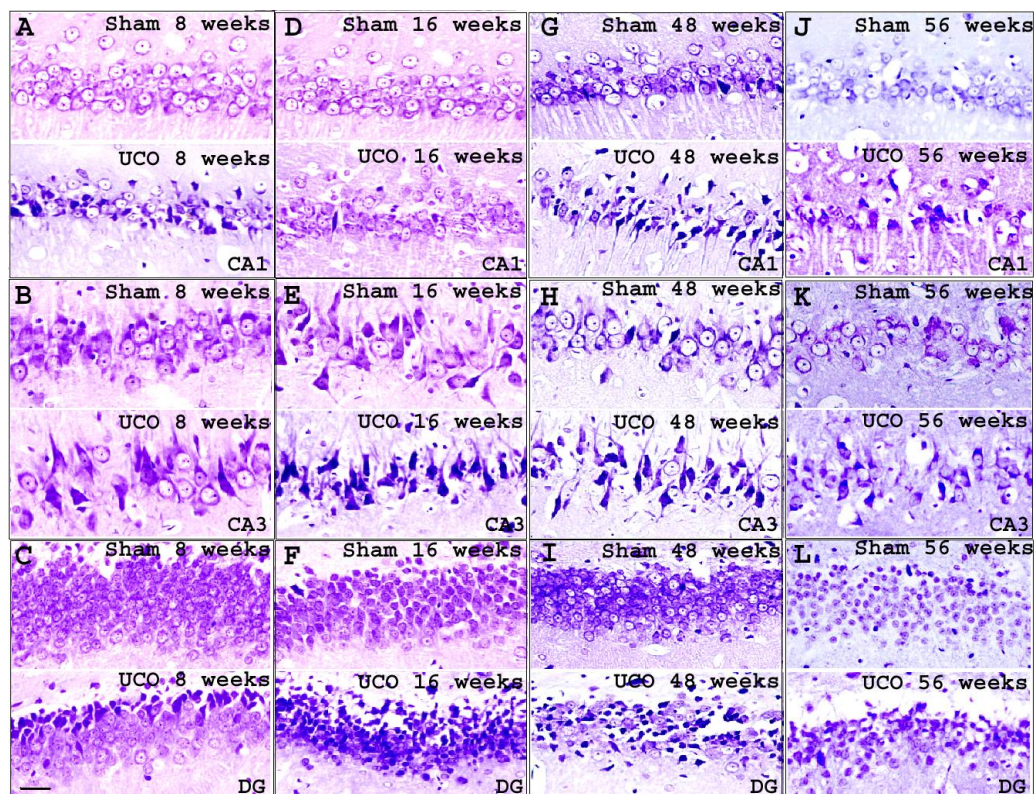 A Sham 8 weeks
UCO 8 weeks
CA1
D Sham 16 weeks
UCO 16 weeks
CA1
G Sham 48 weeks
UCO 48 weeks
CA1
J Sham 56 weeks
UCO 56 weeks
CA1
B Sham 8 weeks
UCO 8 weeks
CA3
E Sham 16 weeks
UCO 16 weeks
CA3
H Sham 48 weeks
UCO 48 weeks
CA3
K Sham 56 weeks
UCO 56 weeks
CA3
C Sham 8 weeks
UCO 8 weeks
DG
F Sham 16 weeks
UCO 16 weeks
DG
I Sham 48 weeks
UCO 48 weeks
DG
L Sham 56 weeks
UCO 56 weeks
DG